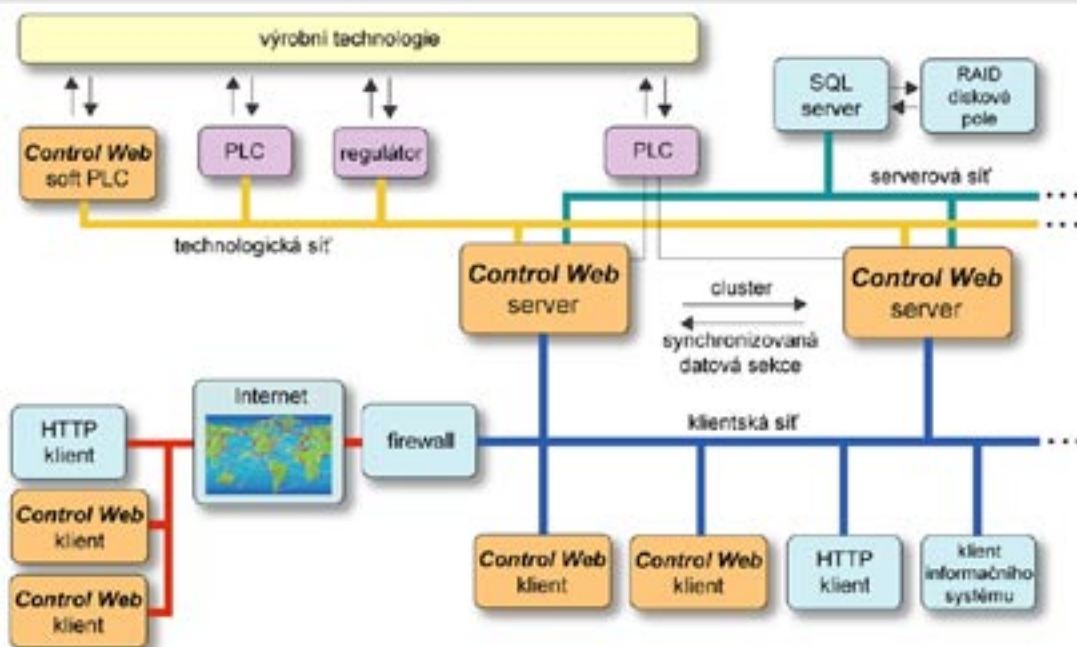 výrobní technologie
SQL
server
RAID
diskové
pole
Control Web
soft PLC
PLC
regulátor
PLC
serverová síť
technologická síť
Control Web
server
cluster
synchronizovaná
datová sekce
Control Web
server
Internet
HTTP
klient
firewall
klientská síť
Control Web
klient
Control Web
klient
Control Web
klient
Control Web
klient
HTTP
klient
klient
informačního
systému